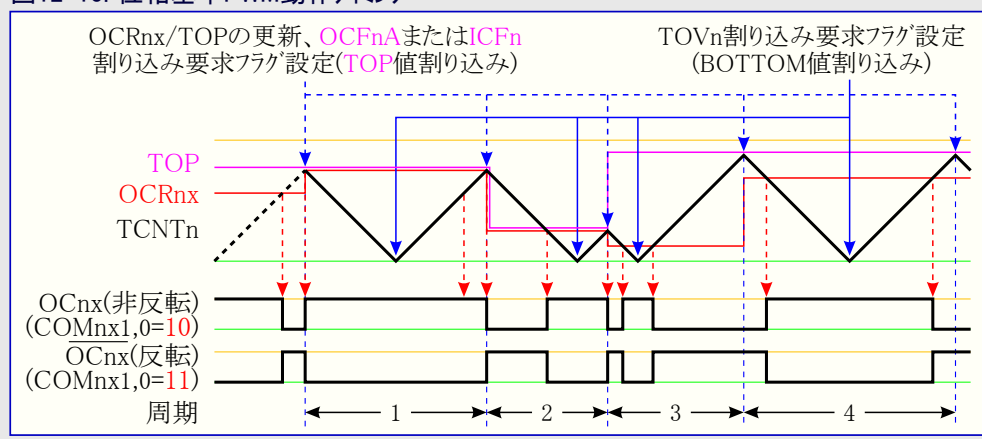 OCRnx/TOPの更新、OCFnAまたはICFn
割り込み要求フラグ設定(TOP値割り込み)
TOVn割り込み要求フラグ設定
(BOTTOM値割り込み)
TOP
OCRnx
TCNTn
OCnx(非反転)
(COMnx1,0=10)
OCnx(反転)
(COMnx1,0=11)
周期
1
2
3
4